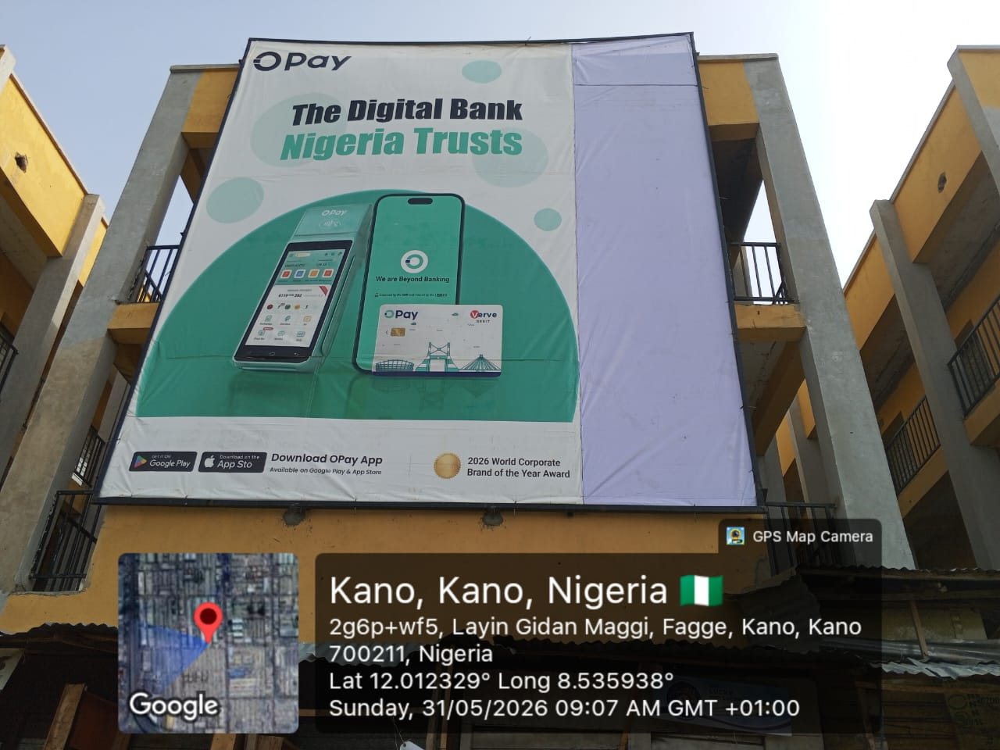 OPay
The Digital Bank
Nigeria Trusts
OPay
We are Beyond Banking
OPay
Verve
DEBIT
GET IT ON
Google Play
Download on the
App Sto
Download OPay App
Available on Google Play & App Store
2026 World Corporate
Brand of the Year Award
GPS Map Camera
Kano, Kano, Nigeria
2g6p+wf5, Layin Gidan Maggi, Fagge, Kano, Kano
700211, Nigeria
Lat 12.012329° Long 8.535938°
Sunday, 31/05/2026 09:07 AM GMT +01:00
Google